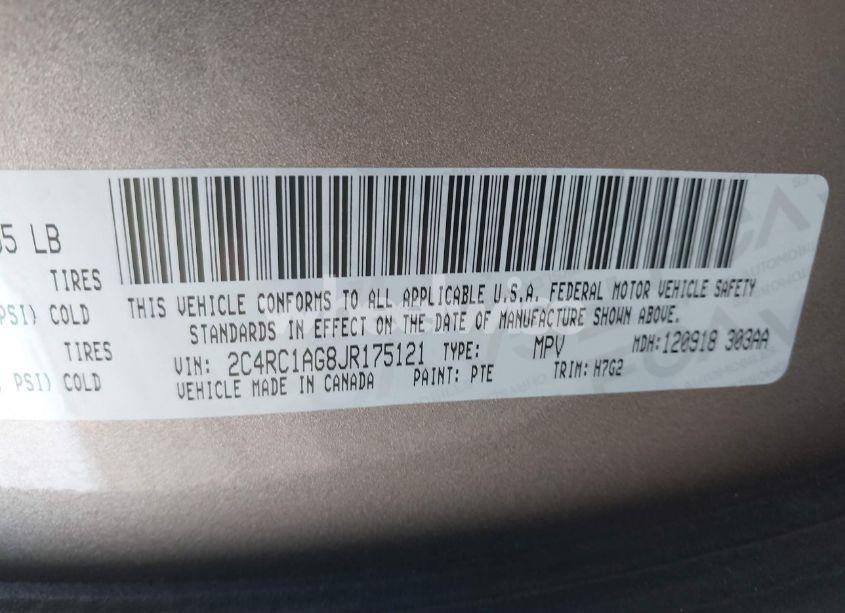 LB
TIRES
PSI) COLD
PSI) COLD
THIS VEHICLE CONFORMS TO ALL APPLICABLE U.S.A. FEDERAL MOTOR VEHICLE SAFETY
STANDARDS IN EFFECT ON THE DATE OF MANUFACTURE SHOWN ABOVE.
TIRES
VIN: 2C4RC1AG8JR175121 TYPE: MPV MDH:120918 303AA
VEHICLE MADE IN CANADA PAINT: PTE TRIM: H7G2